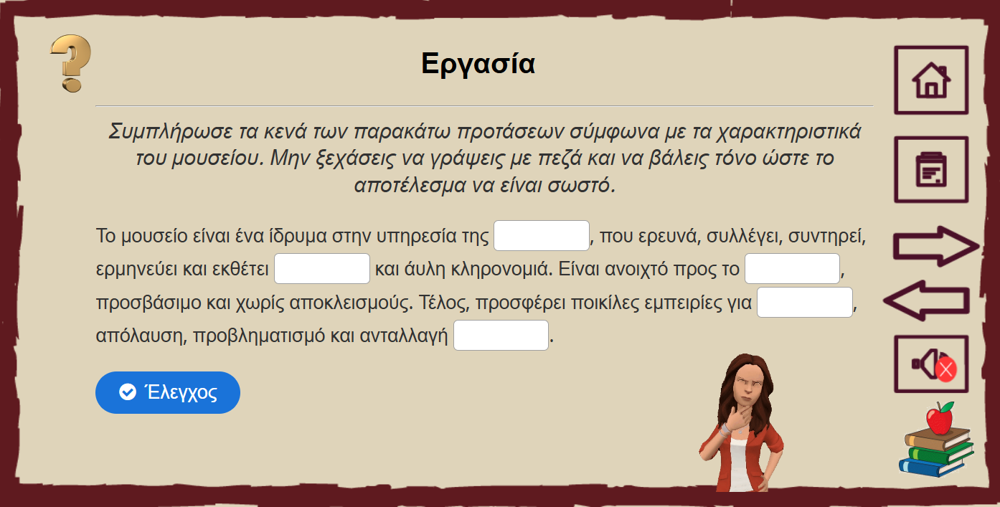 Εργασία
Συμπλήρωσε τα κενά των παρακάτω προτάσεων σύμφωνα με τα χαρακτηριστικά
του μουσείου. Μην ξεχάσεις να γράψεις με πεζά και να βάλεις τόνο ώστε το
αποτέλεσμα να είναι σωστό.
Το μουσείο είναι ένα ίδρυμα στην υπηρεσία της , που ερευνά, συλλέγει, συντηρεί,
ερμηνεύει και εκθέτει και άυλη κληρονομιά. Είναι ανοιχτό προς το ,
προσβάσιμο και χωρίς αποκλεισμούς. Τέλος, προσφέρει ποικίλες εμπειρίες για ,
απόλαυση, προβληματισμό και ανταλλαγή .
Έλεγχος